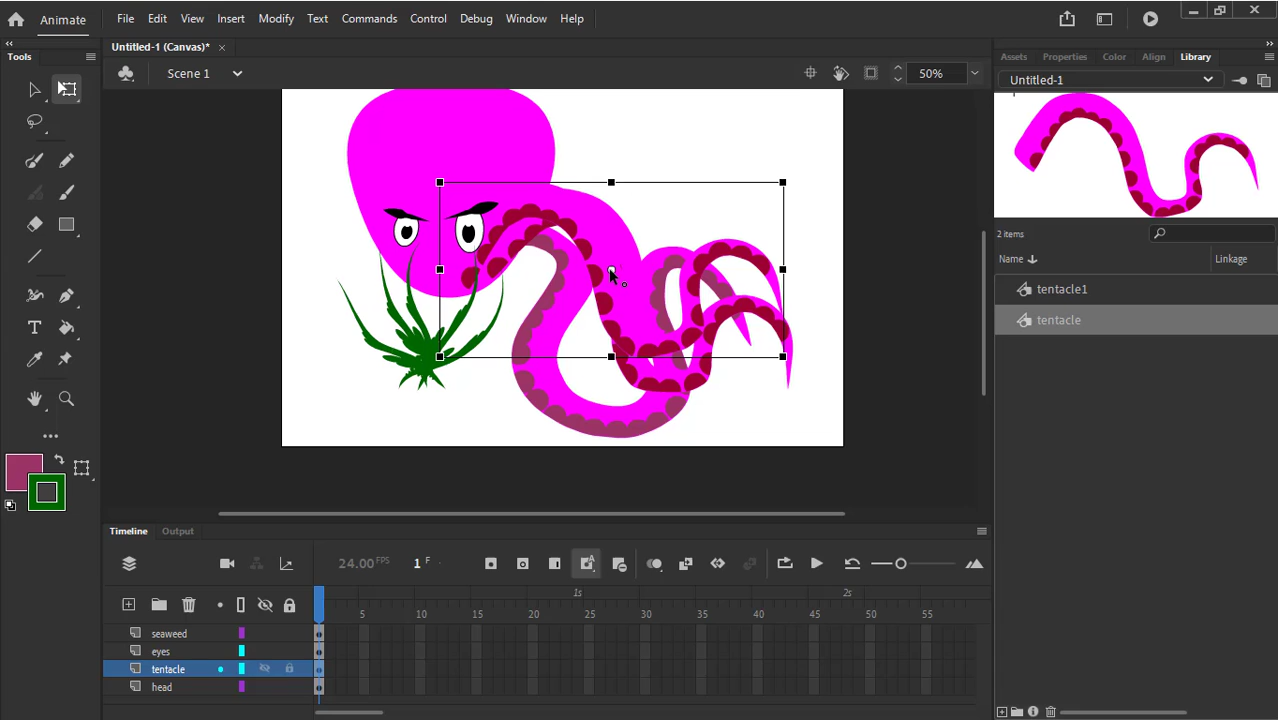 Animate
File Edit View Insert Modify Text Commands Control Debug Window Help
Tools
Untitled-1 (Canvas)*
Assets Properties Color Align Library
Scene 1
50%
Untitled-1
2 items
Name
Linkage
tentacle1
tentacle
Timeline Output
24.00 FPS 1 F
1s 2s
5 10 15 20 25 30 35 40 45 50 55
seaweed
eyes
tentacle
head